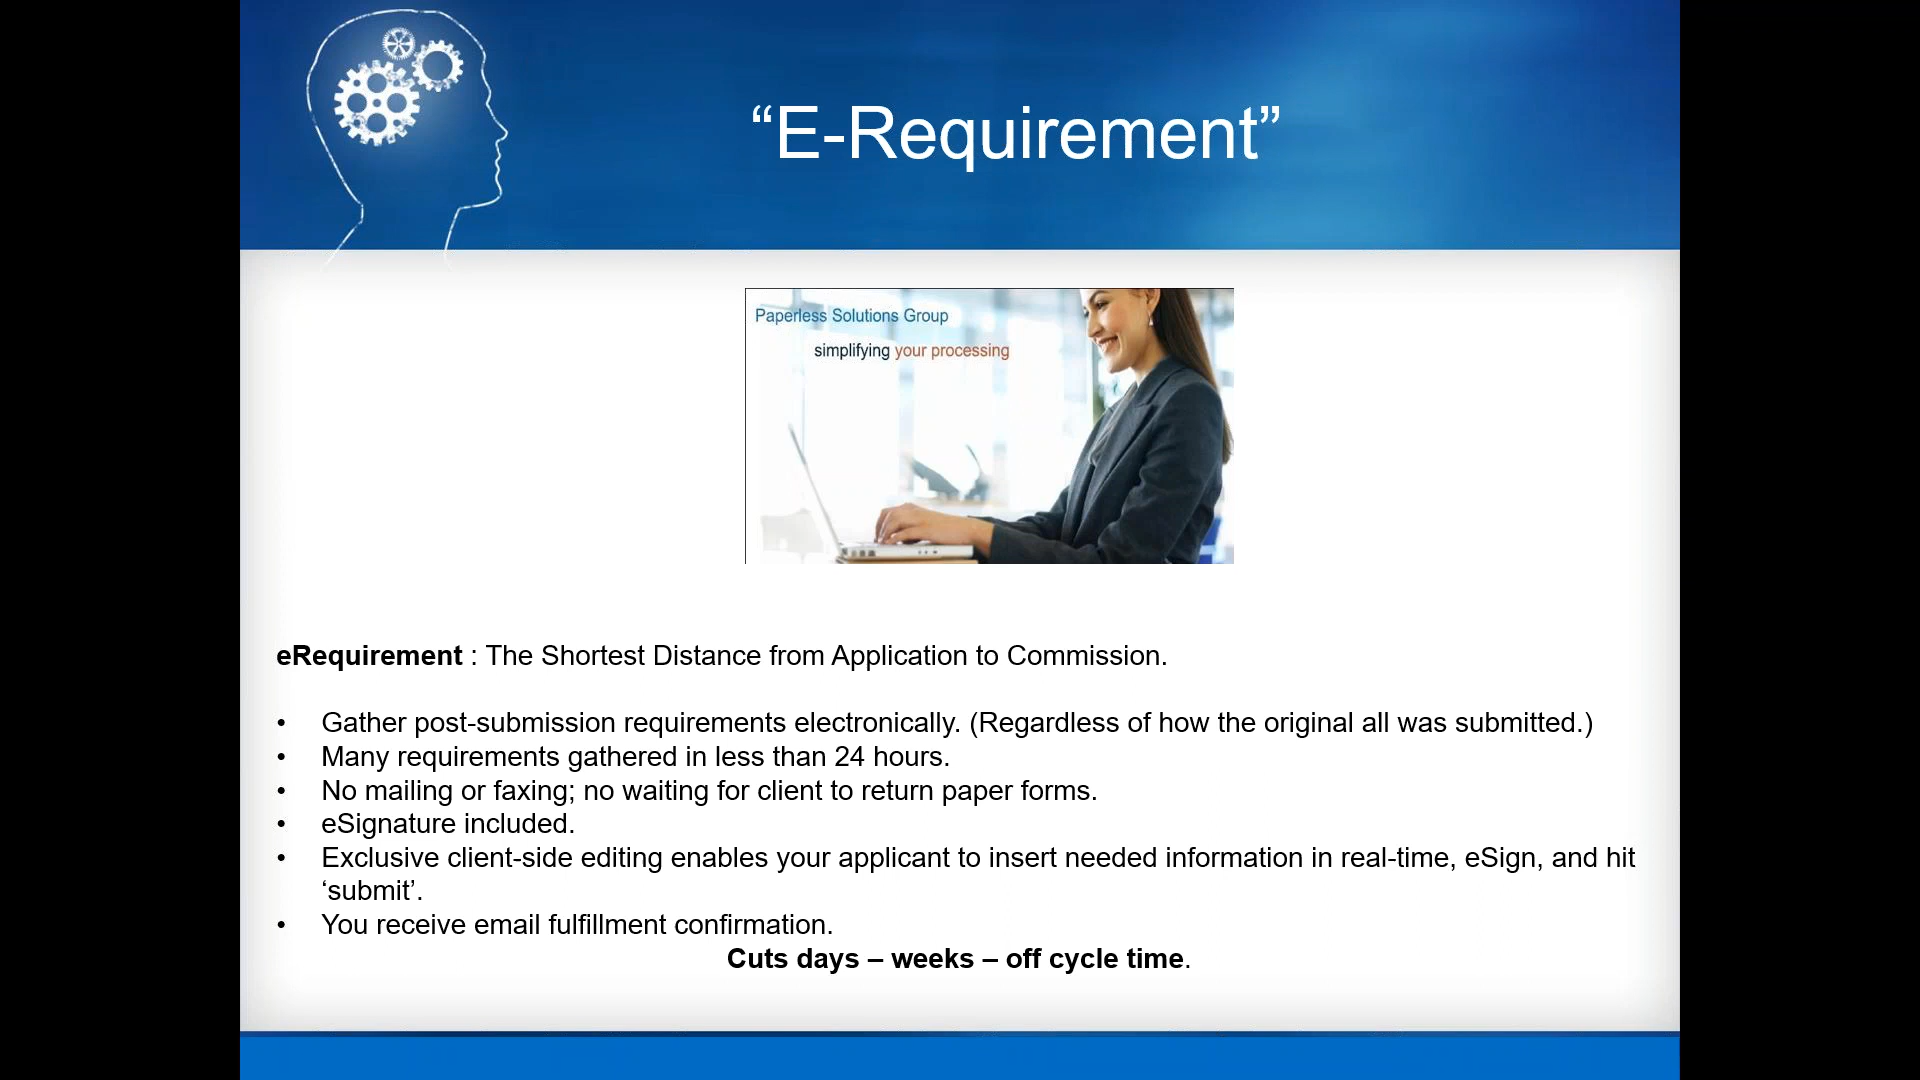 “E-Requirement”
Paperless Solutions Group
simplifying your processing
eRequirement : The Shortest Distance from Application to Commission.
• Gather post-submission requirements electronically. (Regardless of how the original all was submitted.)
• Many requirements gathered in less than 24 hours.
• No mailing or faxing; no waiting for client to return paper forms.
• eSignature included.
• Exclusive client-side editing enables your applicant to insert needed information in real-time, eSign, and hit
‘submit’.
• You receive email fulfillment confirmation.
Cuts days – weeks – off cycle time.